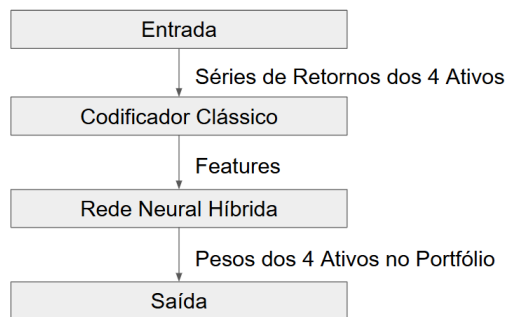 Entrada
Séries de Retornos dos 4 Ativos
Codificador Clássico
Features
Rede Neural Híbrida
Pesos dos 4 Ativos no Portfólio
Saída